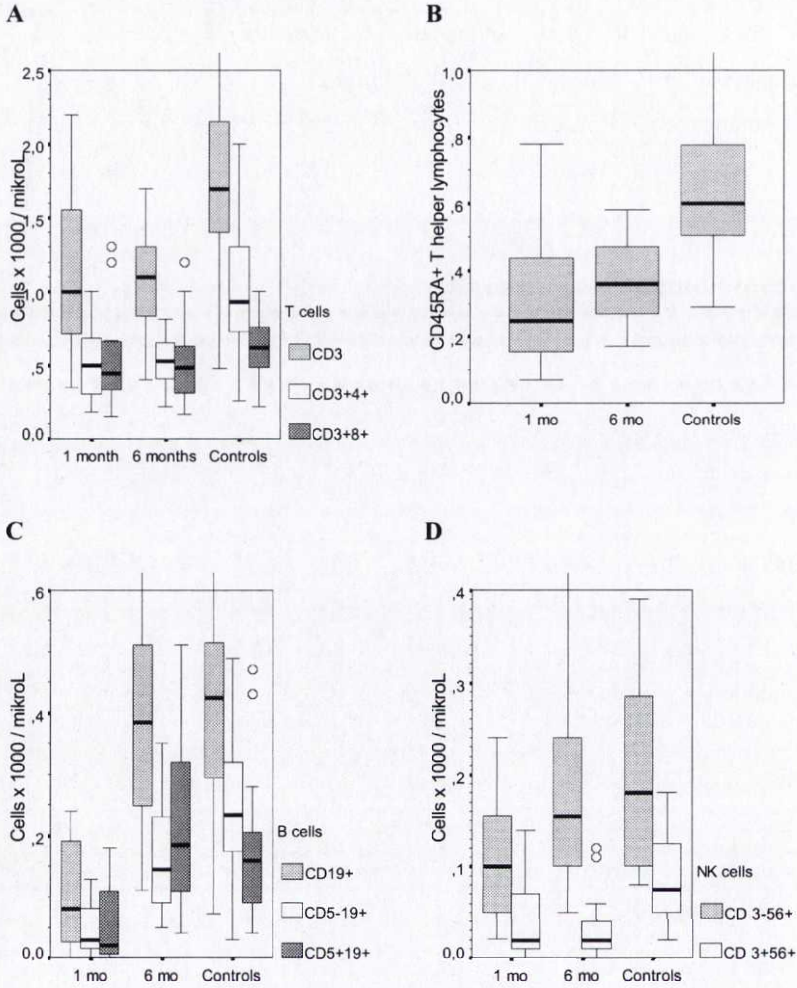 A
2,5
2,0
1,5
1,0
,5
0,0
Cells x 1000 / mikroL
1 month 6 months Controls
T cells
CD3
CD3+4+
CD3+8+
B
1,0
,8
,6
,4
,2
0,0
CD45RA+ T helper lymphocytes
1 mo 6 mo Controls
C
,6
,4
,2
0,0
Cells x 1000 / mikroL
1 mo 6 mo Controls
B cells
CD19+
CD5-19+
CD5+19+
D
,4
,3
,2
,1
0,0
Cells x 1000 / mikroL
1 mo 6 mo Controls
NK cells
CD 3-56+
CD 3+56+